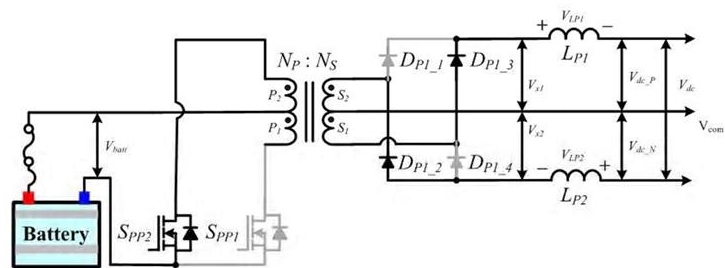 + V_LP1 −
L_P1
N_P : N_S
D_P1_1
D_P1_3
P_2
S_2
V_x1
V_dc_P
V_dc
V_com
P_1
S_1
V_batt
V_x2
V_dc_N
D_P1_2
D_P1_4
− V_LP2 +
L_P2
S_PP2
S_PP1
Battery